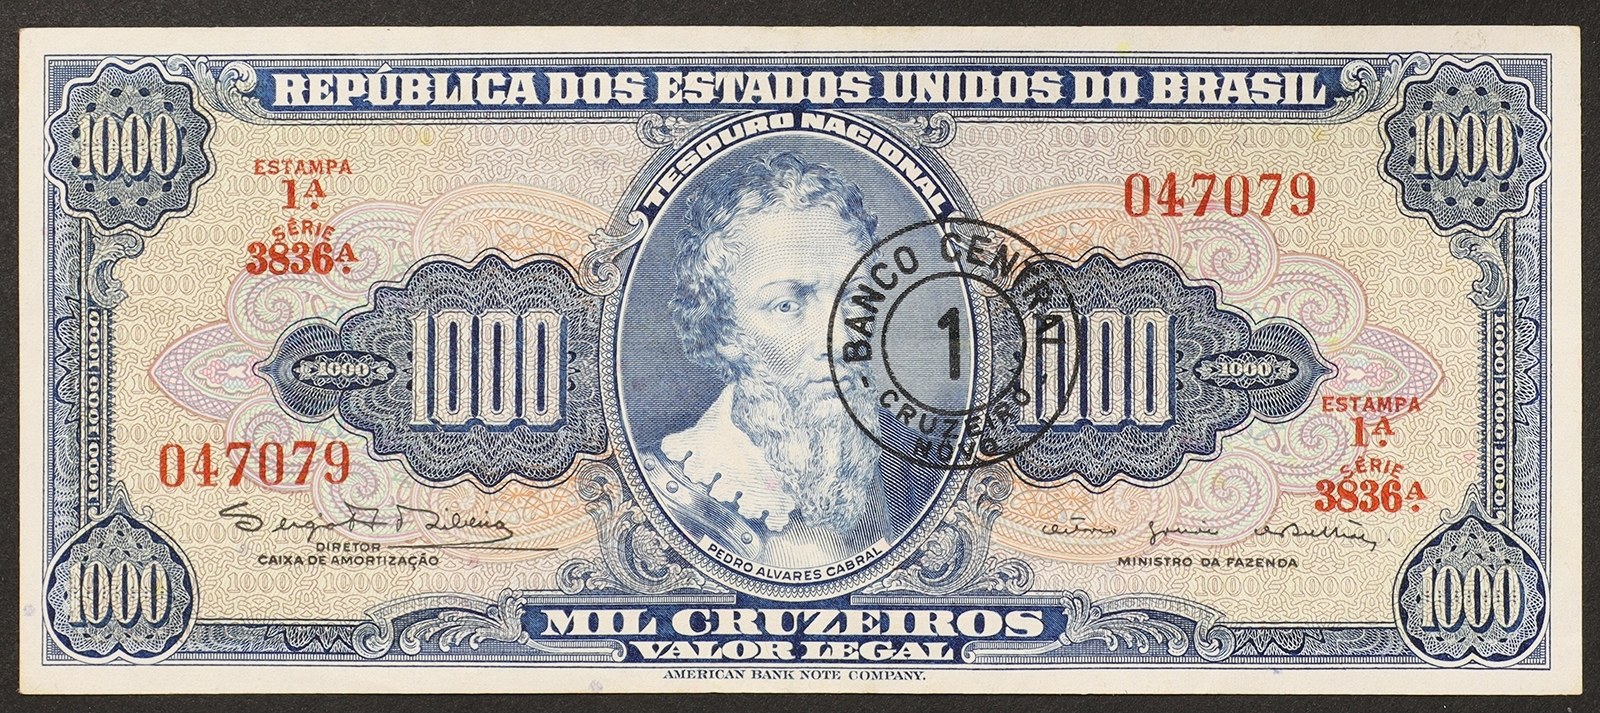 REPÚBLICA DOS ESTADOS UNIDOS DO BRASIL
TESOURO NACIONAL
1000
1000
ESTAMPA
1A.
SÉRIE
3836A.
047079
BANCO CENTRAL
1
CRUZEIRO
NOVO
1000
1000
1000
1000
ESTAMPA
1A.
SÉRIE
3836A.
047079
DIRETOR
CAIXA DE AMORTIZAÇÃO
PEDRO ALVARES CABRAL
MINISTRO DA FAZENDA
1000
1000
MIL CRUZEIROS
VALOR LEGAL
AMERICAN BANK NOTE COMPANY.